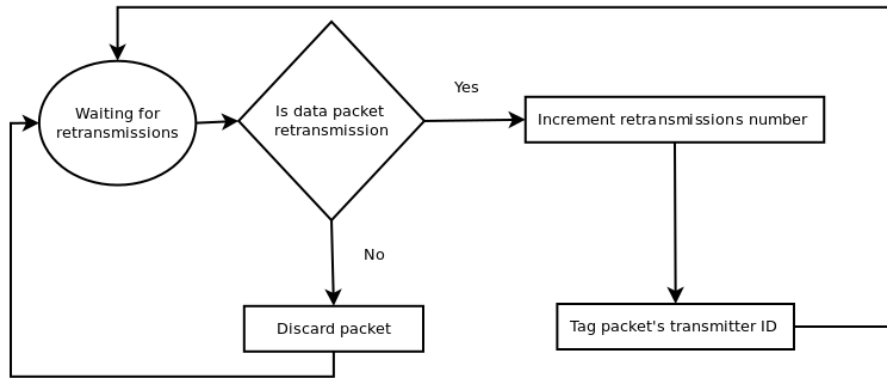 Waiting for
retransmissions
Is data packet
retransmission
Yes
Increment retransmissions number
No
Discard packet
Tag packet's transmitter ID